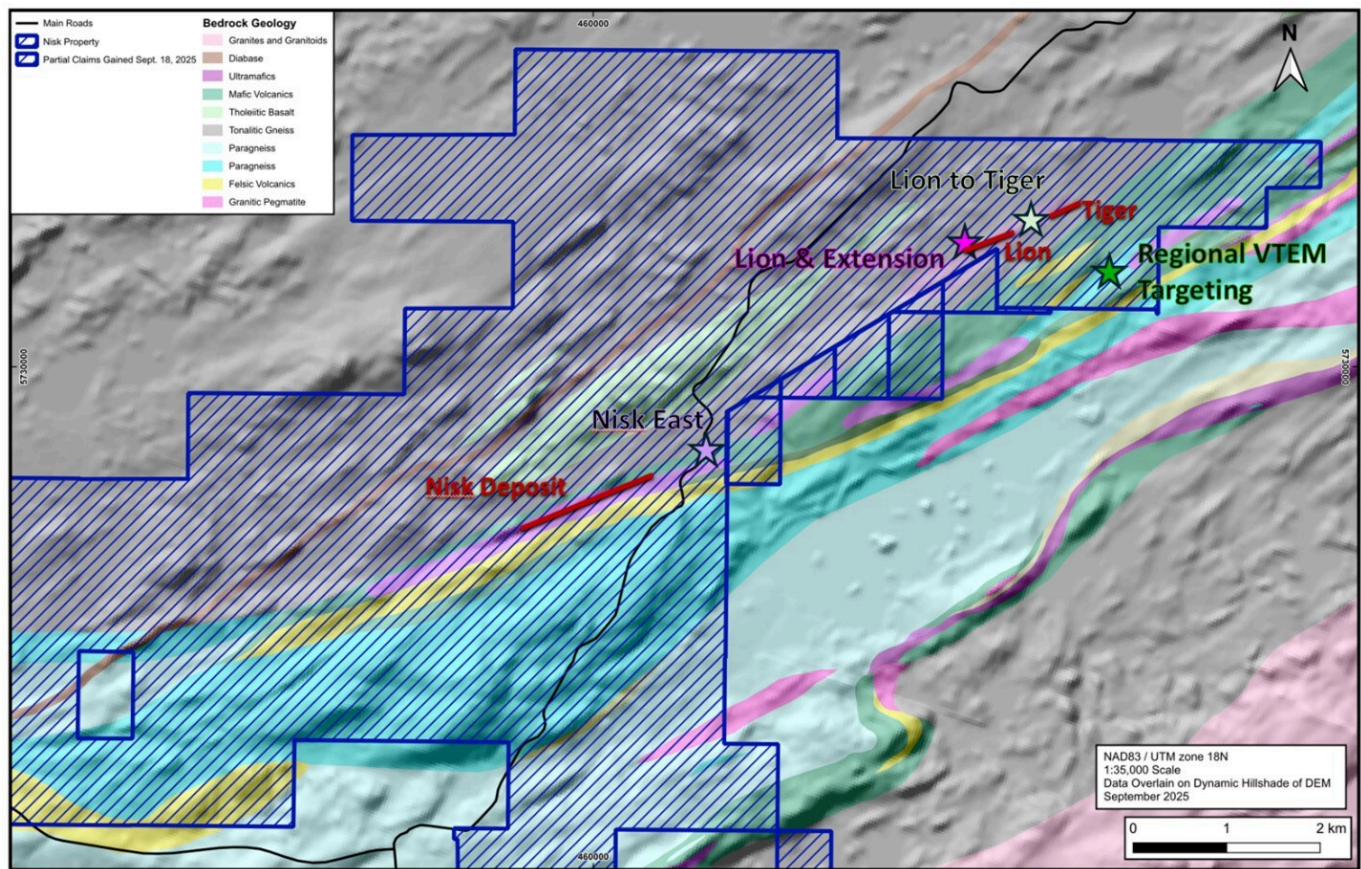 Main Roads
Nisk Property
Partial Claims Gained Sept. 18, 2025
Bedrock Geology
Granites and Granitoids
Diabase
Ultramafics
Mafic Volcanics
Tholeiitic Basalt
Tonalitic Gneiss
Paragneiss
Paragneiss
Felsic Volcanics
Granitic Pegmatite
460000
N
Lion to Tiger
Tiger
Lion & Extension
Lion
Regional VTEM
Targeting
5730000
5730000
Nisk East
Nisk Deposit
NAD83 / UTM zone 18N
1:35,000 Scale
Data Overlain on Dynamic Hillshade of DEM
September 2025
0 1 2 km
460000